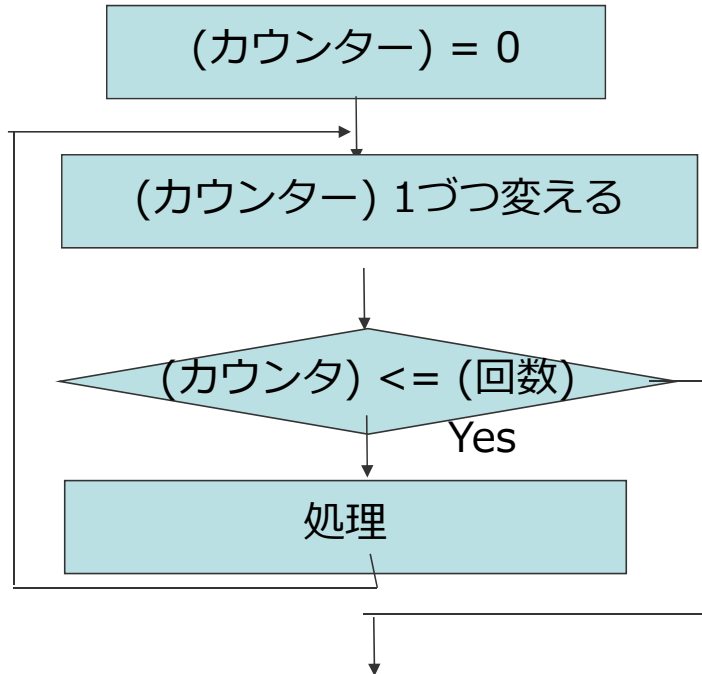 (カウンター) = 0
(カウンター) 1づつ変える
(カウンタ) <= (回数)
Yes
処理